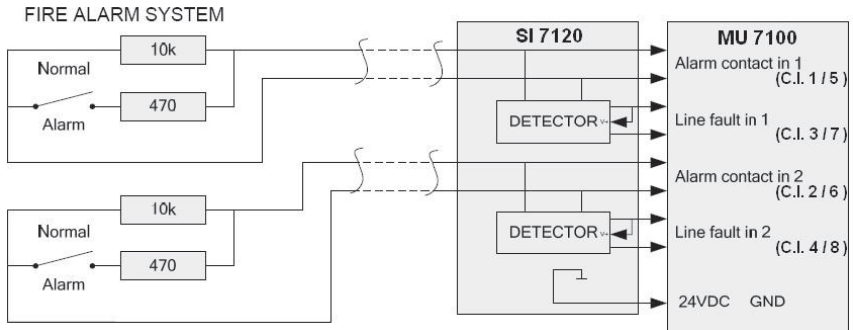 FIRE ALARM SYSTEM
10k
Normal
470
Alarm
10k
Normal
470
Alarm
SI 7120
DETECTOR V+
DETECTOR V+
MU 7100
Alarm contact in 1
(C.I. 1 / 5 )
Line fault in 1
(C.I. 3 / 7 )
Alarm contact in 2
(C.I. 2 / 6 )
Line fault in 2
(C.I. 4 / 8 )
24VDC GND